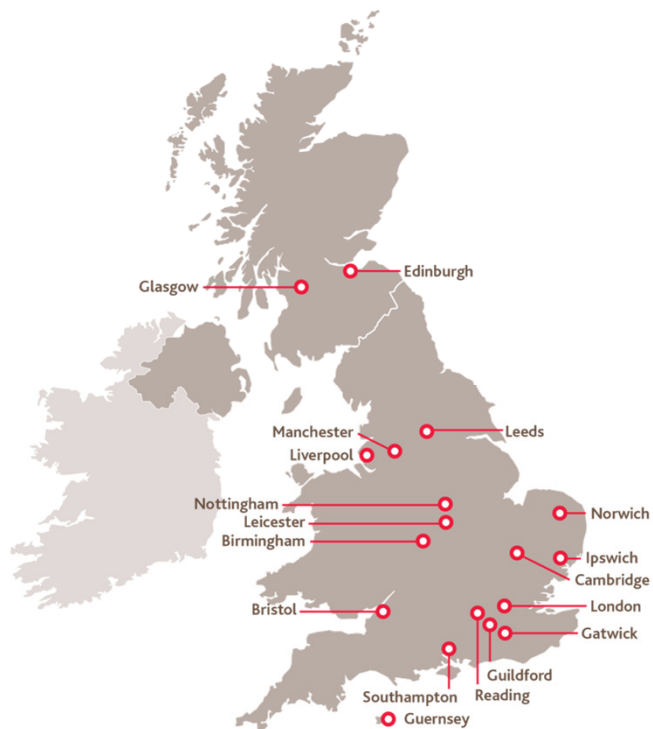 Edinburgh
Glasgow
Manchester
Leeds
Liverpool
Nottingham
Norwich
Leicester
Birmingham
Ipswich
Cambridge
Bristol
London
Gatwick
Guildford
Southampton
Reading
Guernsey